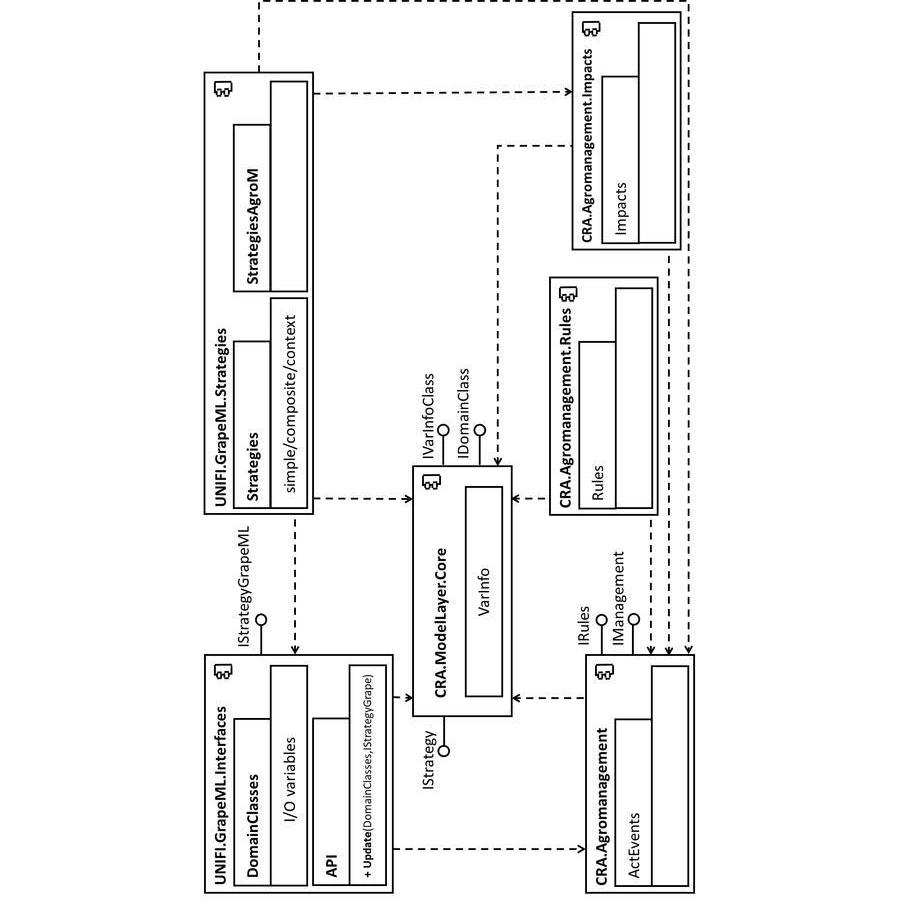 UNIFI.GrapeML.Interfaces
DomainClasses
I/O variables
API
+ Update(DomainClasses,IStrategyGrape)
IStrategyGrapeML
UNIFI.GrapeML.Strategies
Strategies
simple/composite/context
StrategiesAgroM
IStrategy
CRA.ModelLayer.Core
VarInfo
IVarInfoClass
IDomainClass
CRA.Agromanagement
ActEvents
IRules
IManagement
CRA.Agromanagement.Rules
Rules
CRA.Agromanagement.Impacts
Impacts